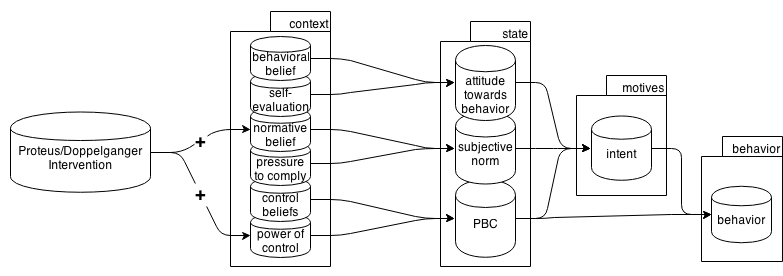 context
behavioral
belief
self-
evaluation
normative
belief
pressure
to comply
control
beliefs
power of
control
Proteus/Doppelganger
Intervention
+
+
state
attitude
towards
behavior
subjective
norm
PBC
motives
intent
behavior
behavior